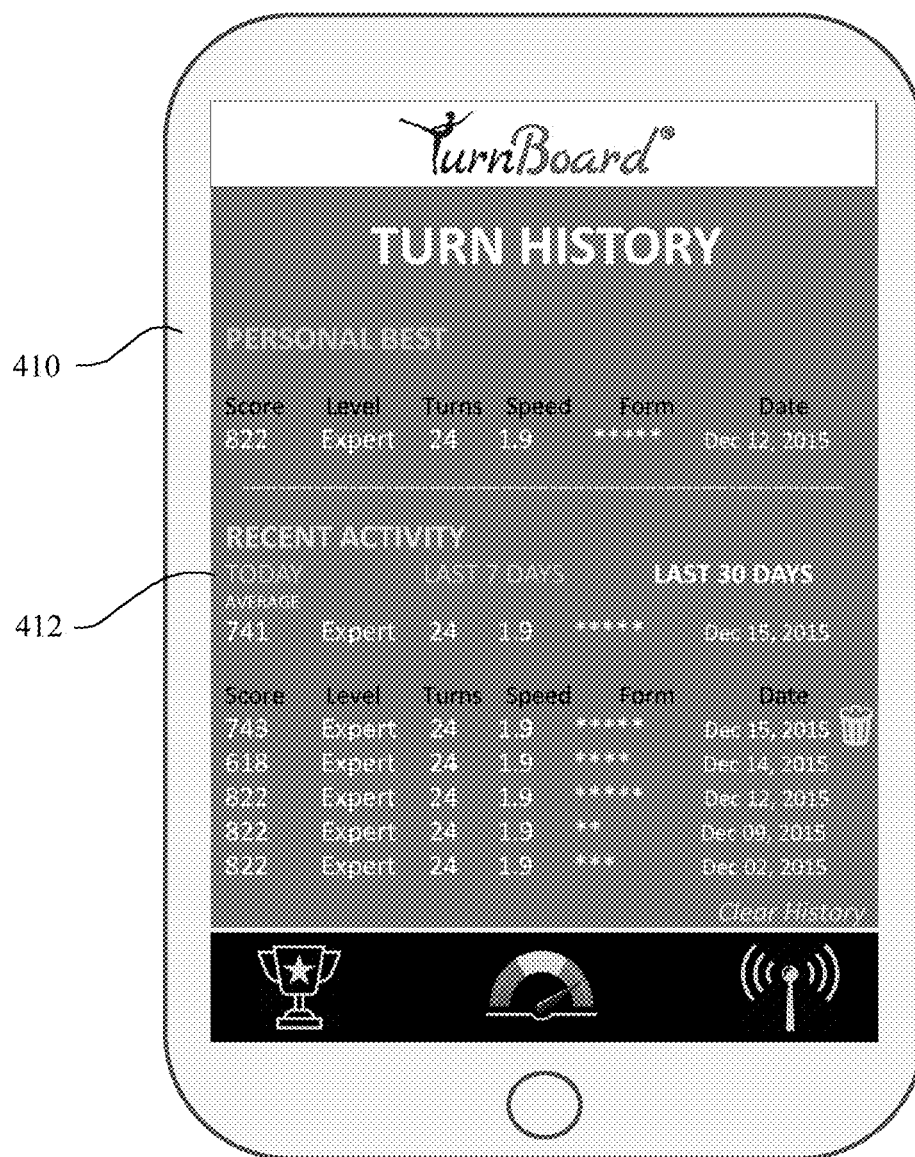 TurnBoard®
TURN HISTORY
410
PERSONAL BEST
Score Level Turns Speed Form Date
822 Expert 24 1.9 ***** Dec 12, 2015
RECENT ACTIVITY
412
TODAY LAST 7 DAYS LAST 30 DAYS
AVERAGE
741 Expert 24 1.9 ***** Dec 15, 2015
Score Level Turns Speed Form Date
743 Expert 24 1.9 ***** Dec 15, 2015
618 Expert 24 1.9 **** Dec 14, 2015
822 Expert 24 1.9 ***** Dec 12, 2015
822 Expert 24 1.9 ** Dec 09, 2015
822 Expert 24 1.9 *** Dec 02, 2015
Clear History